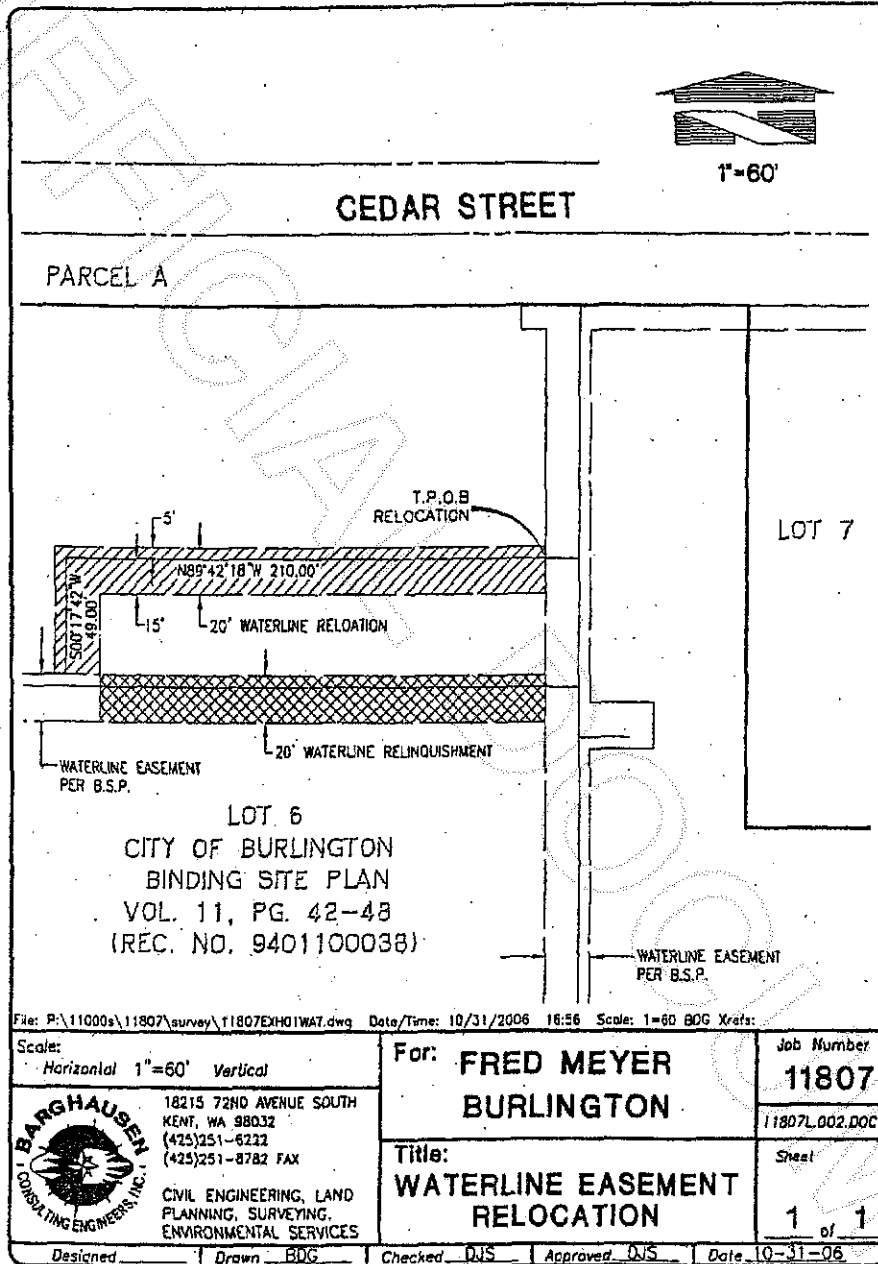 UNOFFICIAL DOCUMENT
1"=60'
CEDAR STREET
PARCEL A
T.P.O.B
RELOCATION
LOT 7
5'
N89°42'18"W 210.00'
S00°17'42"W
49.00
15'
20' WATERLINE RELOATION
20' WATERLINE RELINQUISHMENT
WATERLINE EASEMENT
PER B.S.P.
LOT 6
CITY OF BURLINGTON
BINDING SITE PLAN
VOL. 11, PG. 42-48
(REC. NO. 9401100038)
WATERLINE EASEMENT
PER B.S.P.
File: P:\11000s\11807\survey\11807EXH01WA7.dwg Date/Time: 10/31/2006 16:56 Scale: 1=60 BDG Xrefs:
Scale:
Horizontal 1"=60' Vertical
BARGHAUSEN
CONSULTING ENGINEERS, INC.
18215 72ND AVENUE SOUTH
KENT, WA 98032
(425)251-6222
(425)251-8782 FAX
CIVIL ENGINEERING, LAND
PLANNING, SURVEYING,
ENVIRONMENTAL SERVICES
For: FRED MEYER
BURLINGTON
Title:
WATERLINE EASEMENT
RELOCATION
Job Number
11807
11807L.002.DOC
Sheet
1 of 1
Designed Drawn BDG Checked DJS Approved DJS Date 10-31-06